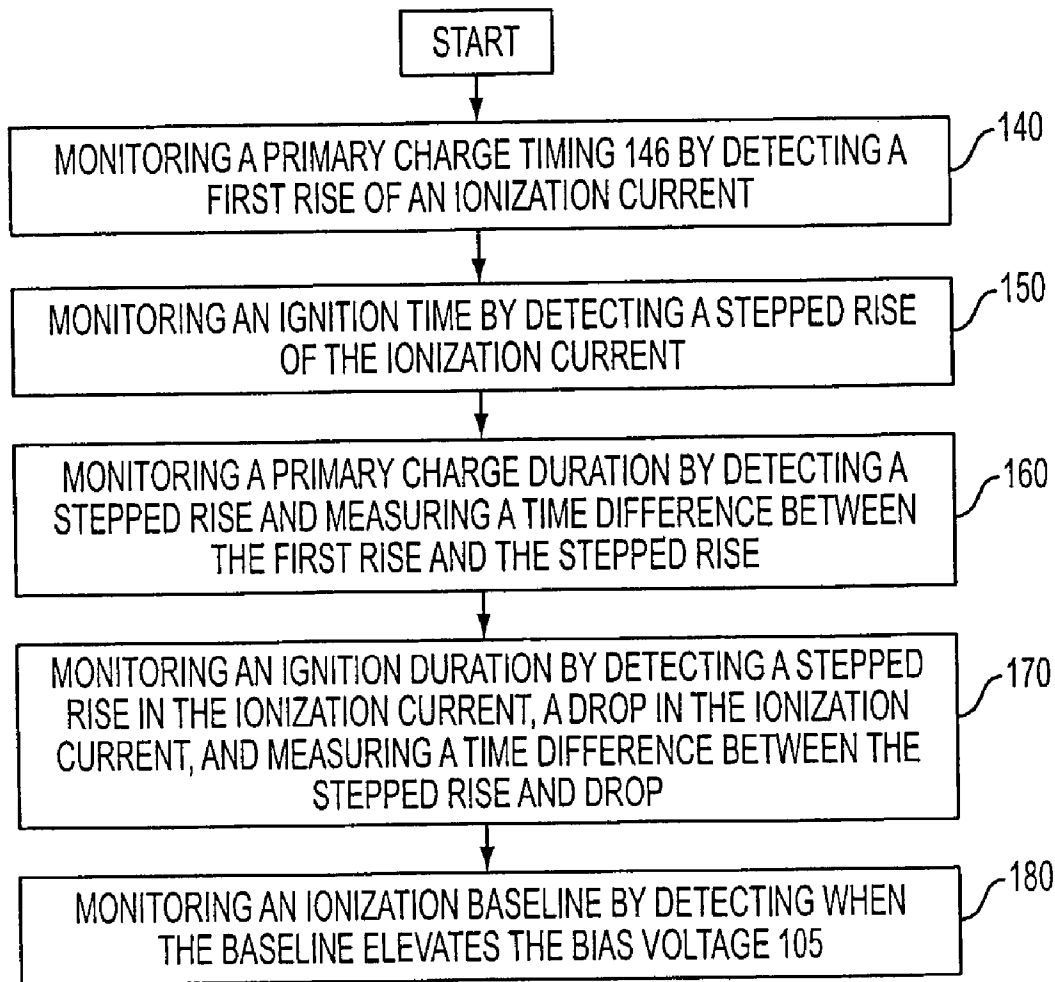 START
MONITORING A PRIMARY CHARGE TIMING 146 BY DETECTING A
FIRST RISE OF AN IONIZATION CURRENT
140
MONITORING AN IGNITION TIME BY DETECTING A STEPPED RISE
OF THE IONIZATION CURRENT
150
MONITORING A PRIMARY CHARGE DURATION BY DETECTING A
STEPPED RISE AND MEASURING A TIME DIFFERENCE BETWEEN
THE FIRST RISE AND THE STEPPED RISE
160
MONITORING AN IGNITION DURATION BY DETECTING A STEPPED
RISE IN THE IONIZATION CURRENT, A DROP IN THE IONIZATION
CURRENT, AND MEASURING A TIME DIFFERENCE BETWEEN THE
STEPPED RISE AND DROP
170
MONITORING AN IONIZATION BASELINE BY DETECTING WHEN
THE BASELINE ELEVATES THE BIAS VOLTAGE 105
180